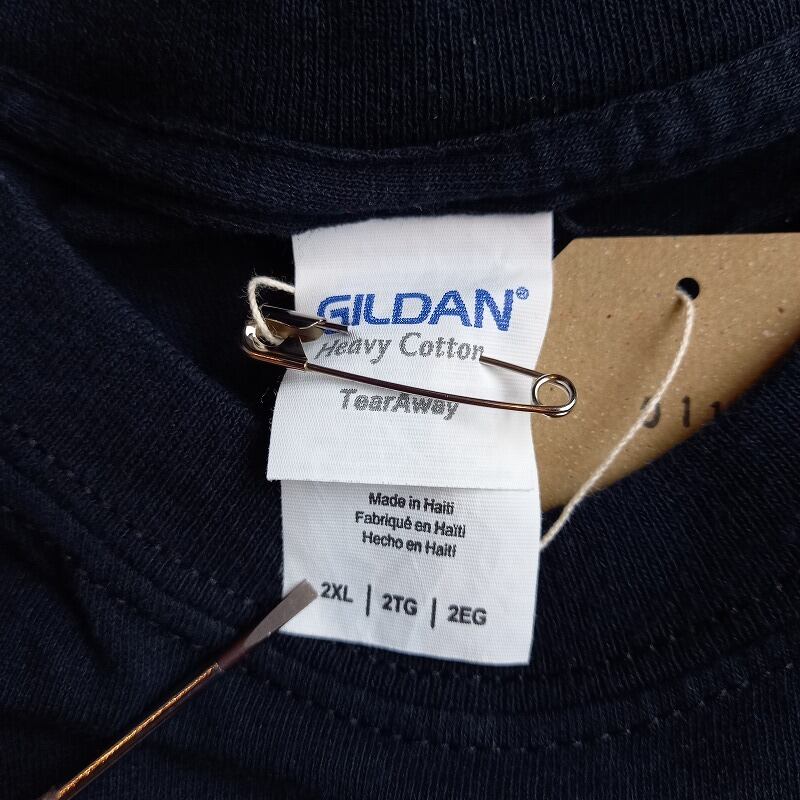 GILDAN®
Heavy Cotton
TearAway
Made in Haiti
Fabriqué en Haïti
Hecho en Haití
2XL | 2TG | 2EG